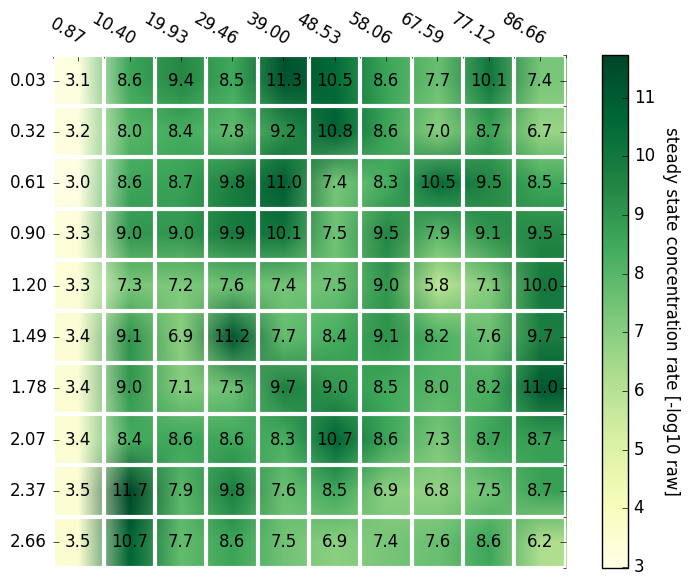 0.87 10.40 19.93 29.46 39.00 48.53 58.06 67.59 77.12 86.66
0.03 3.1 8.6 9.4 8.5 11.3 10.5 8.6 7.7 10.1 7.4
0.32 3.2 8.0 8.4 7.8 9.2 10.8 8.6 7.0 8.7 6.7
0.61 3.0 8.6 8.7 9.8 11.0 7.4 8.3 10.5 9.5 8.5
0.90 3.3 9.0 9.0 9.9 10.1 7.5 9.5 7.9 9.1 9.5
1.20 3.3 7.3 7.2 7.6 7.4 7.5 9.0 5.8 7.1 10.0
1.49 3.4 9.1 6.9 11.2 7.7 8.4 9.1 8.2 7.6 9.7
1.78 3.4 9.0 7.1 7.5 9.7 9.0 8.5 8.0 8.2 11.0
2.07 3.4 8.4 8.6 8.6 8.3 10.7 8.6 7.3 8.7 8.7
2.37 3.5 11.7 7.9 9.8 7.6 8.5 6.9 6.8 7.5 8.7
2.66 3.5 10.7 7.7 8.6 7.5 6.9 7.4 7.6 8.6 6.2
11
10
9
8
7
6
5
4
3
steady state concentration rate [-log10 raw]